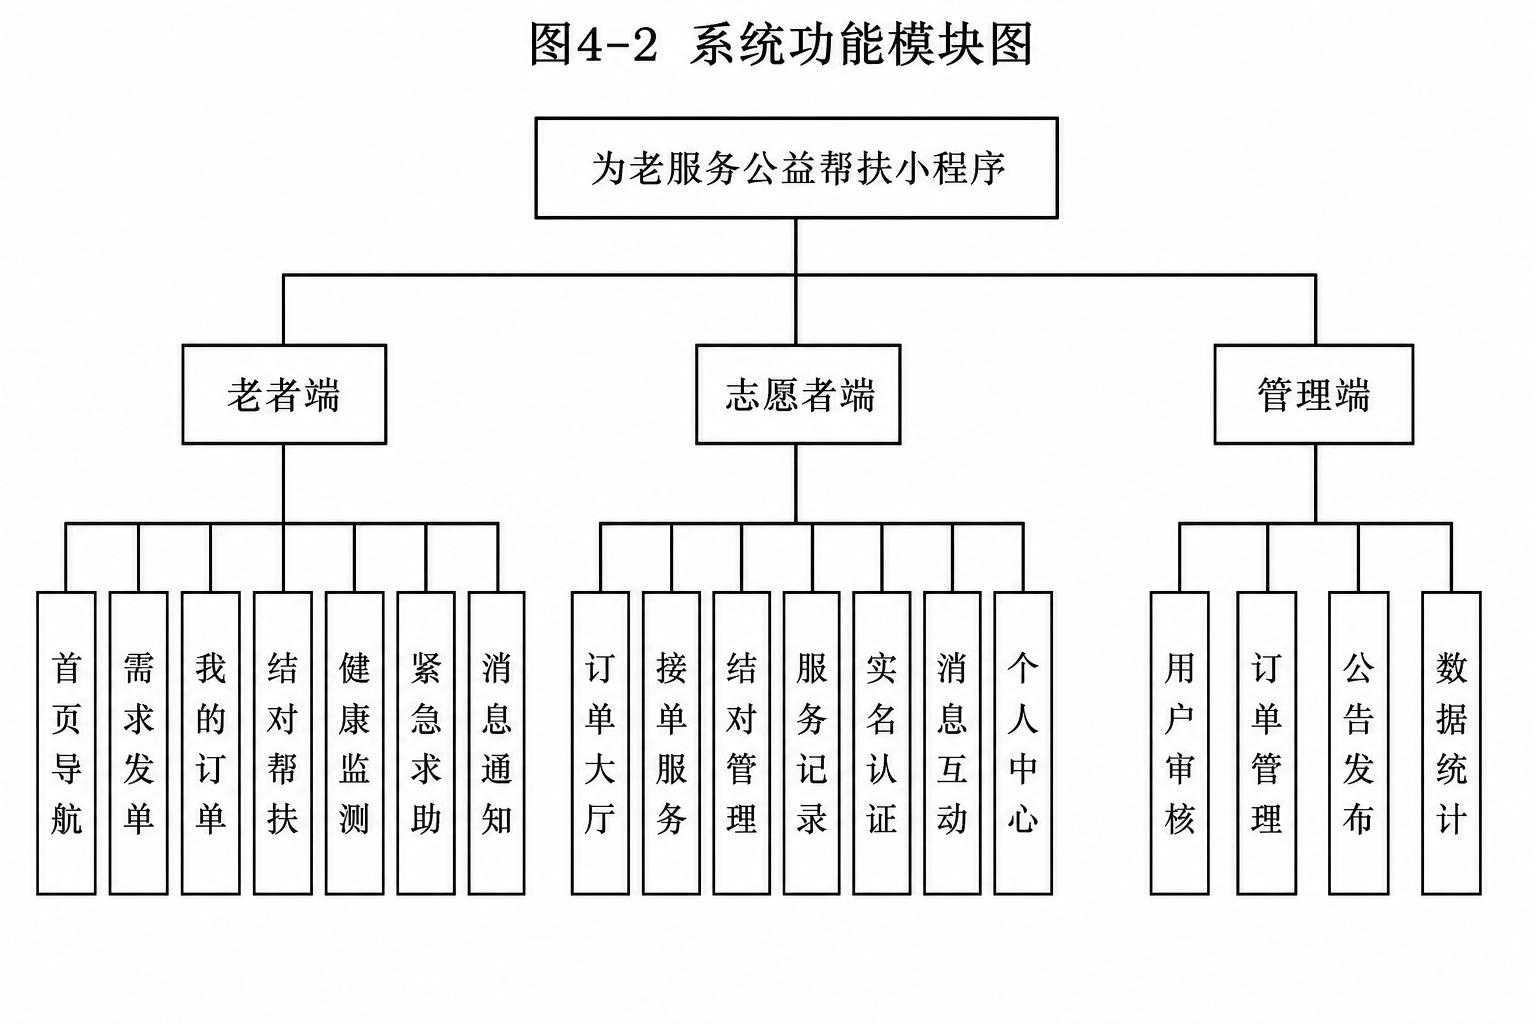 图4-2 系统功能模块图
为老服务公益帮扶小程序
老者端
志愿者端
管理端
首页导航
需求发单
我的订单
结对帮扶
健康监测
紧急求助
消息通知
订单大厅
接单服务
结对管理
服务记录
实名认证
消息互动
个人中心
用户审核
订单管理
公告发布
数据统计